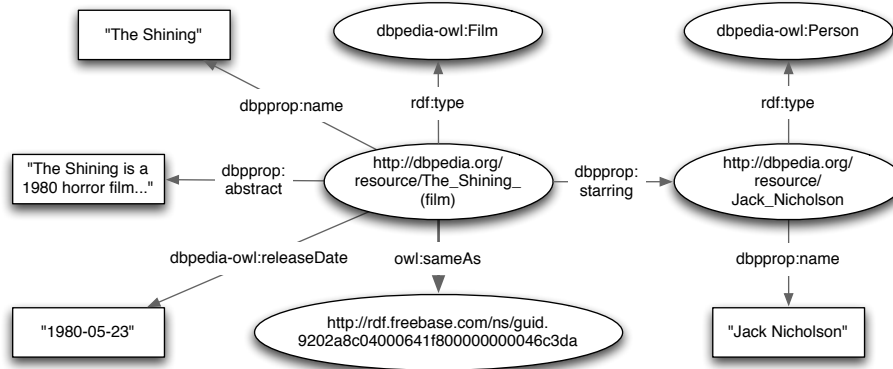 "The Shining"
dbpedia-owl:Film
dbpedia-owl:Person
dbpprop:name
rdf:type
rdf:type
"The Shining is a
1980 horror film..."
dbpprop:
abstract
http://dbpedia.org/
resource/The_Shining_
(film)
dbpprop:
starring
http://dbpedia.org/
resource/
Jack_Nicholson
dbpedia-owl:releaseDate
owl:sameAs
dbpprop:name
"1980-05-23"
http://rdf.freebase.com/ns/guid.
9202a8c04000641f800000000046c3da
"Jack Nicholson"